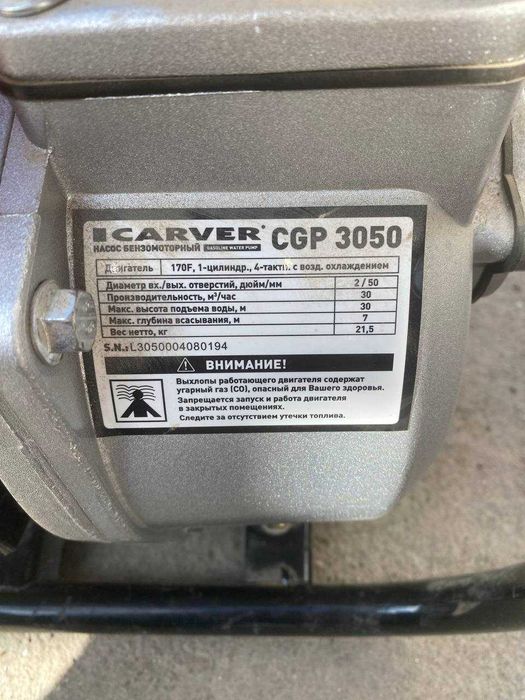 CARVER® CGP 3050
НАСОС БЕНЗОМОТОРНЫЙ GASOLINE WATER PUMP
Двигатель 170F, 1-цилиндр., 4-тактн. с возд. охлаждением
Диаметр вх./вых. отверстий, дюйм/мм 2 / 50
Производительность, м³/час 30
Макс. высота подъема воды, м 30
Макс. глубина всасывания, м 7
Вес нетто, кг 21,5
S.N.: L3050004080194
ВНИМАНИЕ!
Выхлопы работающего двигателя содержат
угарный газ (CO), опасный для Вашего здоровья.
Запрещается запуск и работа двигателя
в закрытых помещениях.
Следите за отсутствием утечки топлива.